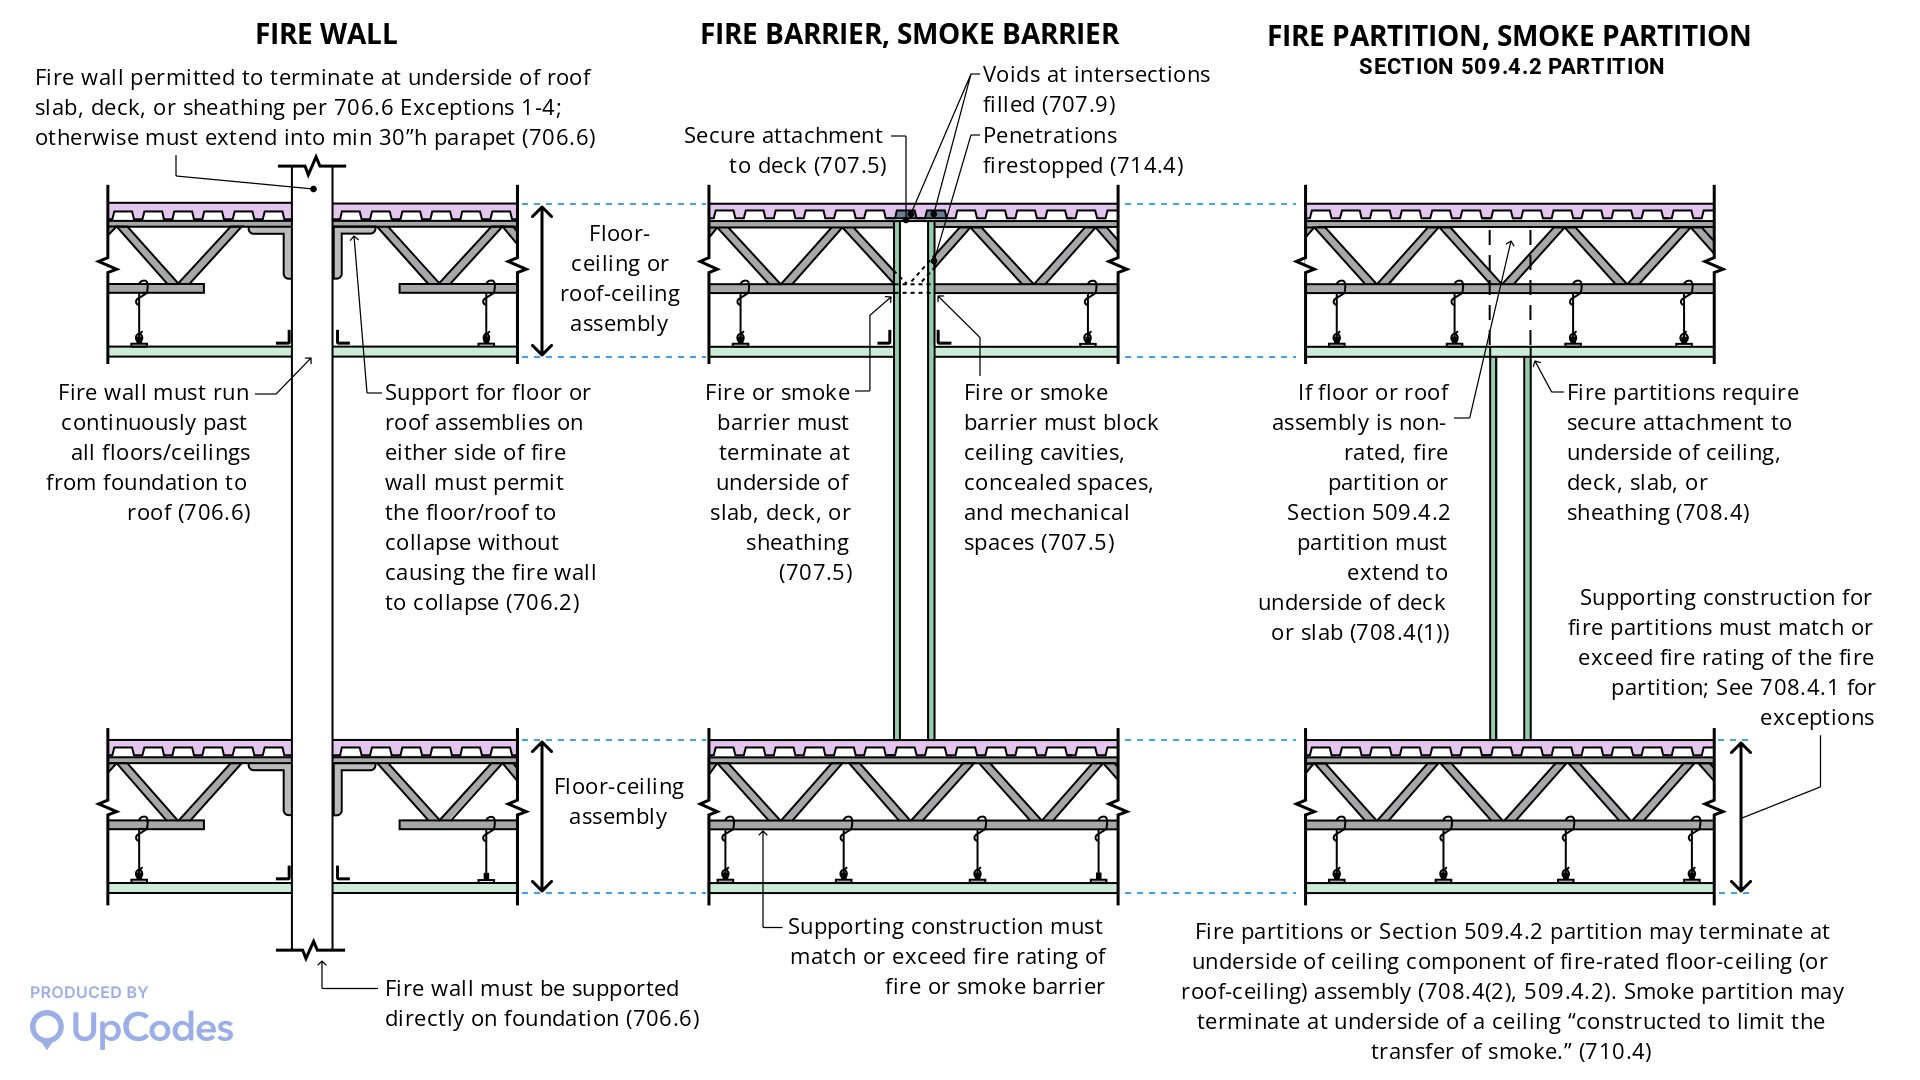 FIRE WALL
Fire wall permitted to terminate at underside of roof
slab, deck, or sheathing per 706.6 Exceptions 1-4;
otherwise must extend into min 30”h parapet (706.6)
Fire wall must run
continuously past
all floors/ceilings
from foundation to
roof (706.6)
Support for floor or
roof assemblies on
either side of fire
wall must permit
the floor/roof to
collapse without
causing the fire wall
to collapse (706.2)
Floor-
ceiling or
roof-ceiling
assembly
Floor-ceiling
assembly
Fire wall must be supported
directly on foundation (706.6)
FIRE BARRIER, SMOKE BARRIER
Voids at intersections
filled (707.9)
Secure attachment
to deck (707.5)
Penetrations
firestopped (714.4)
Fire or smoke
barrier must
terminate at
underside of
slab, deck, or
sheathing
(707.5)
Fire or smoke
barrier must block
ceiling cavities,
concealed spaces,
and mechanical
spaces (707.5)
Supporting construction must
match or exceed fire rating of
fire or smoke barrier
FIRE PARTITION, SMOKE PARTITION
SECTION 509.4.2 PARTITION
If floor or roof
assembly is non-
rated, fire
partition or
Section 509.4.2
partition must
extend to
underside of deck
or slab (708.4(1))
Fire partitions require
secure attachment to
underside of ceiling,
deck, slab, or
sheathing (708.4)
Supporting construction for
fire partitions must match or
exceed fire rating of the fire
partition; See 708.4.1 for
exceptions
Fire partitions or Section 509.4.2 partition may terminate at
underside of ceiling component of fire-rated floor-ceiling (or
roof-ceiling) assembly (708.4(2), 509.4.2). Smoke partition may
terminate at underside of a ceiling “constructed to limit the
transfer of smoke.” (710.4)
PRODUCED BY
UpCodes